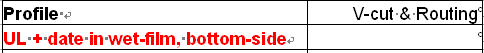 Profile V-cut & Routing
UL + date in wet-film, bottom-side